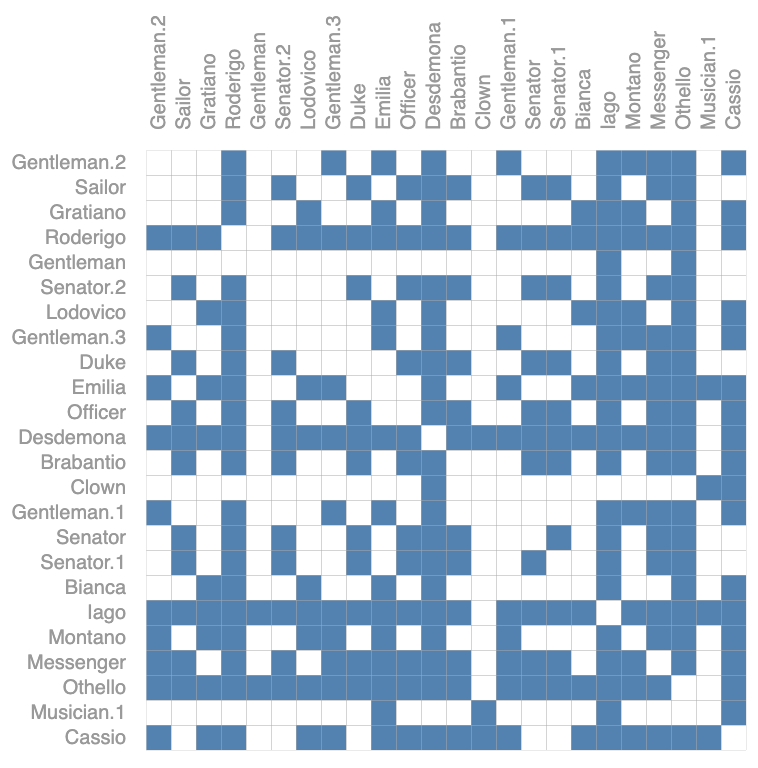 Gentleman.2
Sailor
Gratiano
Roderigo
Gentleman
Senator.2
Lodovico
Gentleman.3
Duke
Emilia
Officer
Desdemona
Brabantio
Clown
Gentleman.1
Senator
Senator.1
Bianca
Iago
Montano
Messenger
Othello
Musician.1
Cassio
Gentleman.2
Sailor
Gratiano
Roderigo
Gentleman
Senator.2
Lodovico
Gentleman.3
Duke
Emilia
Officer
Desdemona
Brabantio
Clown
Gentleman.1
Senator
Senator.1
Bianca
Iago
Montano
Messenger
Othello
Musician.1
Cassio